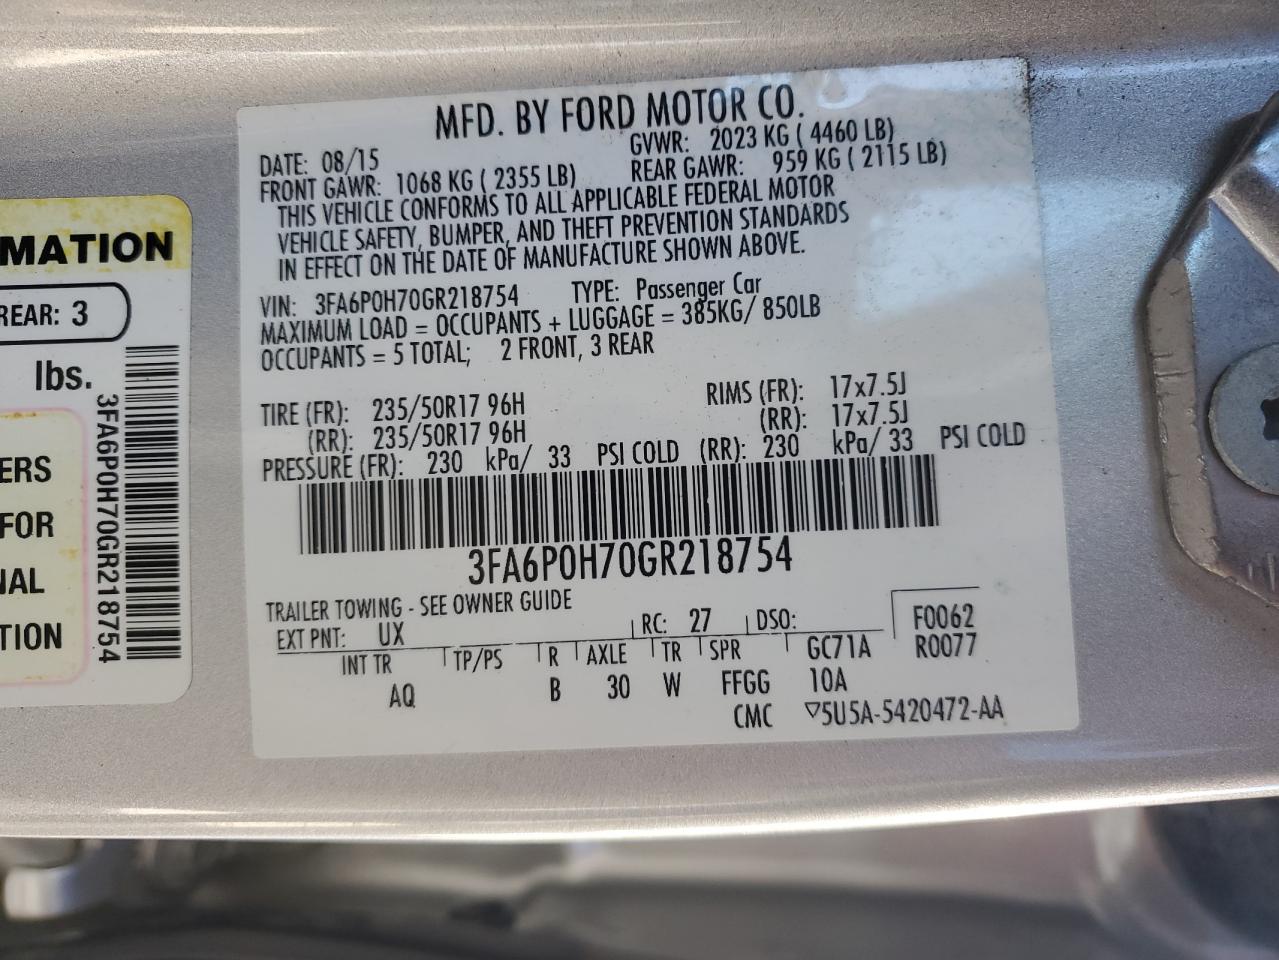 MFD. BY FORD MOTOR CO.
DATE: 08/15
GVWR: 2023 KG ( 4460 LB)
FRONT GAWR: 1068 KG ( 2355 LB)
REAR GAWR: 959 KG ( 2115 LB)
THIS VEHICLE CONFORMS TO ALL APPLICABLE FEDERAL MOTOR
VEHICLE SAFETY, BUMPER, AND THEFT PREVENTION STANDARDS
IN EFFECT ON THE DATE OF MANUFACTURE SHOWN ABOVE.
VIN: 3FA6P0H70GR218754 TYPE: Passenger Car
MAXIMUM LOAD = OCCUPANTS + LUGGAGE = 385KG/ 850LB
OCCUPANTS = 5 TOTAL; 2 FRONT, 3 REAR
TIRE (FR): 235/50R17 96H RIMS (FR): 17x7.5J
(RR): 235/50R17 96H (RR): 17x7.5J
PRESSURE (FR): 230 kPa/ 33 PSI COLD (RR): 230 kPa/ 33 PSI COLD
3FA6P0H70GR218754
TRAILER TOWING - SEE OWNER GUIDE
EXT PNT: UX RC: 27 DSO: F0062
INT TR TP/PS R AXLE TR SPR GC71A R0077
AQ B 30 W FFGG 10A
CMC ▽5U5A-5420472-AA
MATION
REAR: 3
lbs.
3FA6P0H70GR218754
ERS
FOR
NAL
TION